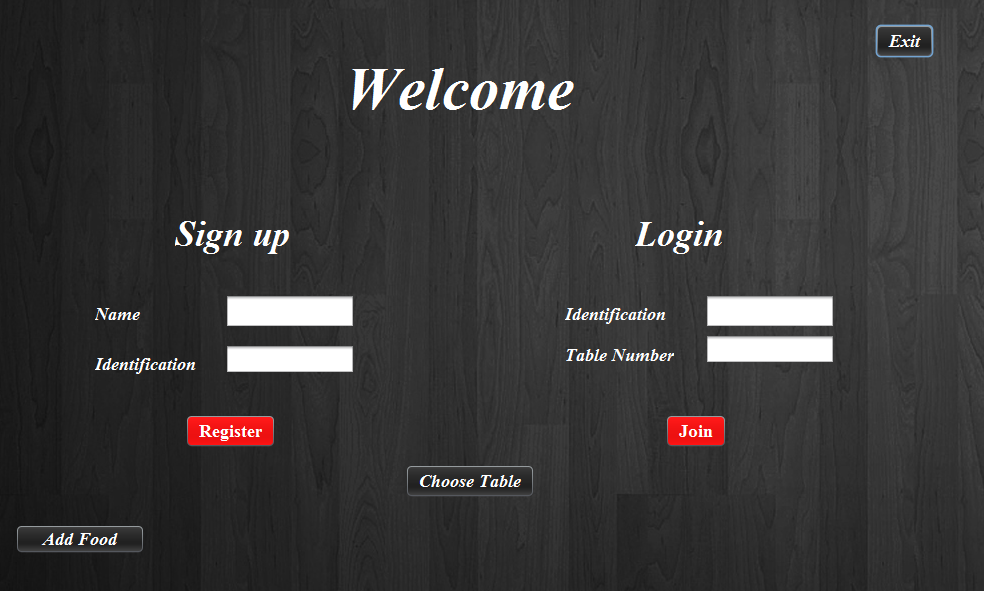 Exit
Welcome
Sign up
Login
Name
Identification
Identification
Table Number
Register
Join
Choose Table
Add Food